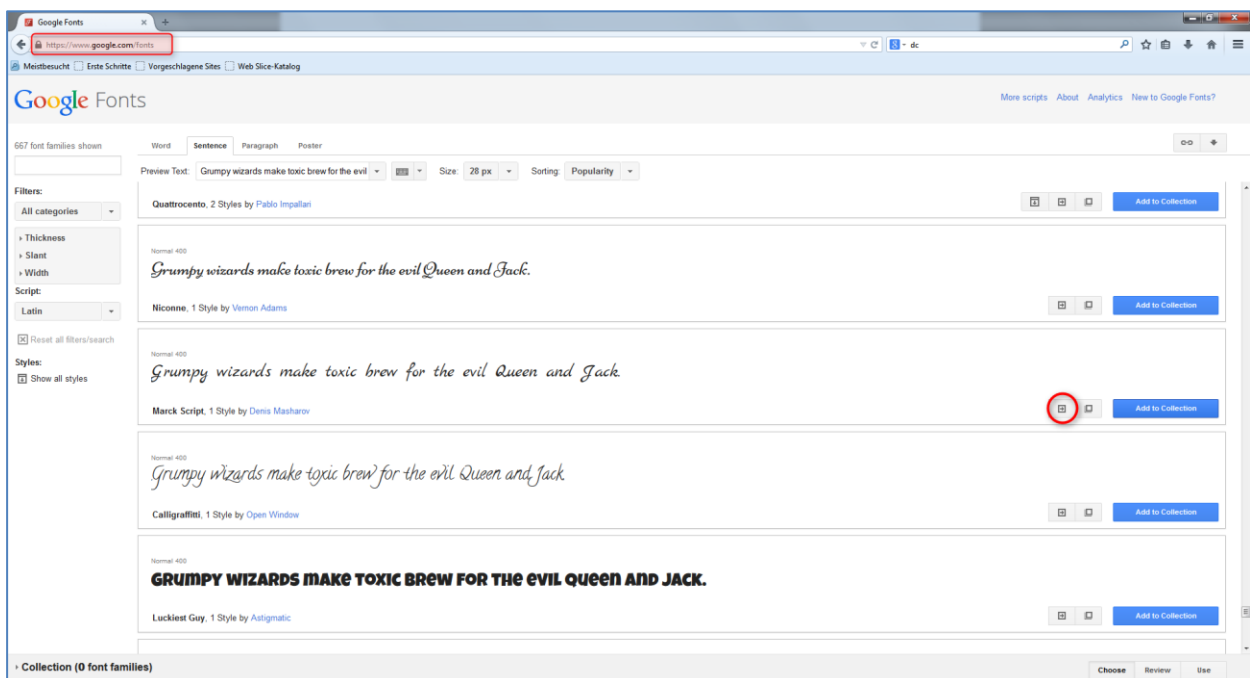 Google Fonts
https://www.google.com/fonts
dc
Meistbesucht Erste Schritte Vorgeschlagene Sites Web Slice-Katalog
Google Fonts
More scripts About Analytics New to Google Fonts?
667 font families shown
Word Sentence Paragraph Poster
Preview Text: Grumpy wizards make toxic brew for the evil Size: 28 px Sorting: Popularity
Filters:
All categories
Thickness
Slant
Width
Script:
Latin
Reset all filters/search
Styles:
Show all styles
Quattrocento, 2 Styles by Pablo Impallari
Add to Collection
Normal 400
Grumpy wizards make toxic brew for the evil Queen and Jack.
Niconne, 1 Style by Vernon Adams
Add to Collection
Normal 400
Grumpy wizards make toxic brew for the evil Queen and Jack.
Marck Script, 1 Style by Denis Masharov
Add to Collection
Normal 400
Grumpy wizards make toxic brew for the evil Queen and Jack
Calligraffitti, 1 Style by Open Window
Add to Collection
Normal 400
Grumpy wizards make toxic brew for the evil Queen and Jack.
Luckiest Guy, 1 Style by Astigmatic
Add to Collection
Collection (0 font families)
Choose Review Use